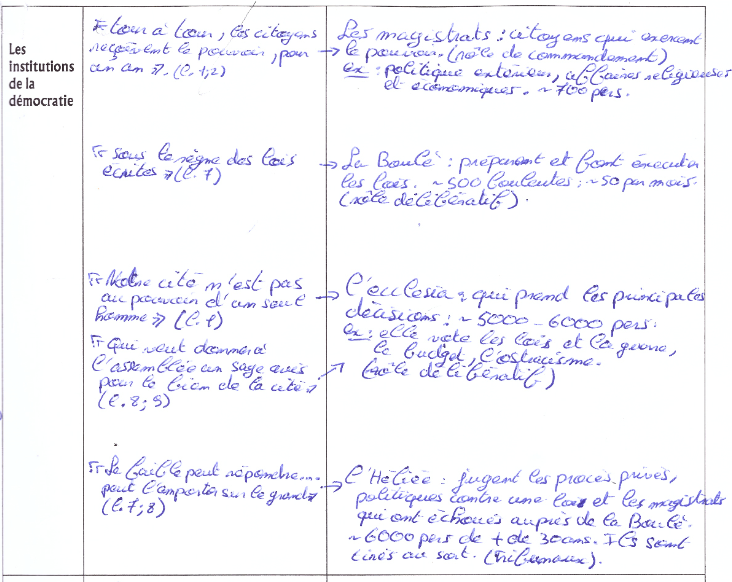 Les
institutions
de la
démocratie
« tour à tour, les citoyens
reçoivent le pouvoir, pour
un an ». (l. 1;2)
→ Les magistrats : citoyens qui exercent
le pouvoir. (rôle de commandement)
ex : politique extérieur, affaires religieuses
et économiques. ~700 pers.
« Sous le règne des lois
écrites » (l. 7)
→ La Boulé : préparent et font éxecuter
les lois. ~500 bouleutes ; ~50 par mois.
(rôle délibératif).
« Notre cité n'est pas
au pouvoir d'un seul
homme » (l. 1)
« Qui veut donner à
l'assemblée un sage avis
pour le bien de la cité »
(l. 8; 9)
→ L'ecclesia : qui prend les principales
décisions : ~ 5000 - 6000 pers.
ex : elle vote les lois et la guerre,
le budget, l'ostracisme.
(rôle délibératif)
« Le faible peut répondre...
peut l'emporter sur le grand »
(l. 7; 8)
→ l'Héliée : jugent les procès privés,
politiques contre une lois et les magistrats
qui ont échoués auprès de la Boulé.
~6000 pers de + de 30 ans. Ils sont
tirés au sort. (Tribunaux).